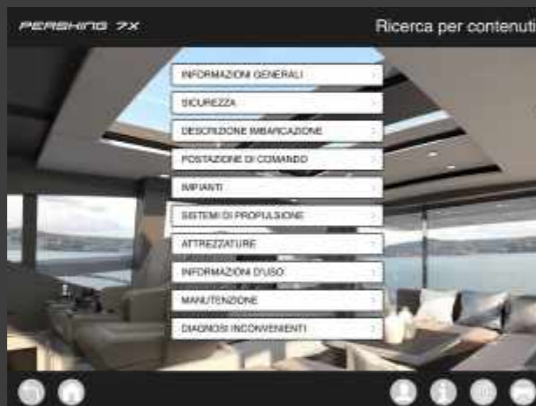 PERSHING 7X
Ricerca per contenuti
INFORMAZIONI GENERALI
SICUREZZA
DESCRIZIONE IMBARCAZIONE
POSTAZIONE DI COMANDO
IMPIANTI
SISTEMI DI PROPULSIONE
ATTREZZATURE
INFORMAZIONI D'USO
MANUTENZIONE
DIAGNOSI INCONVENIENTI